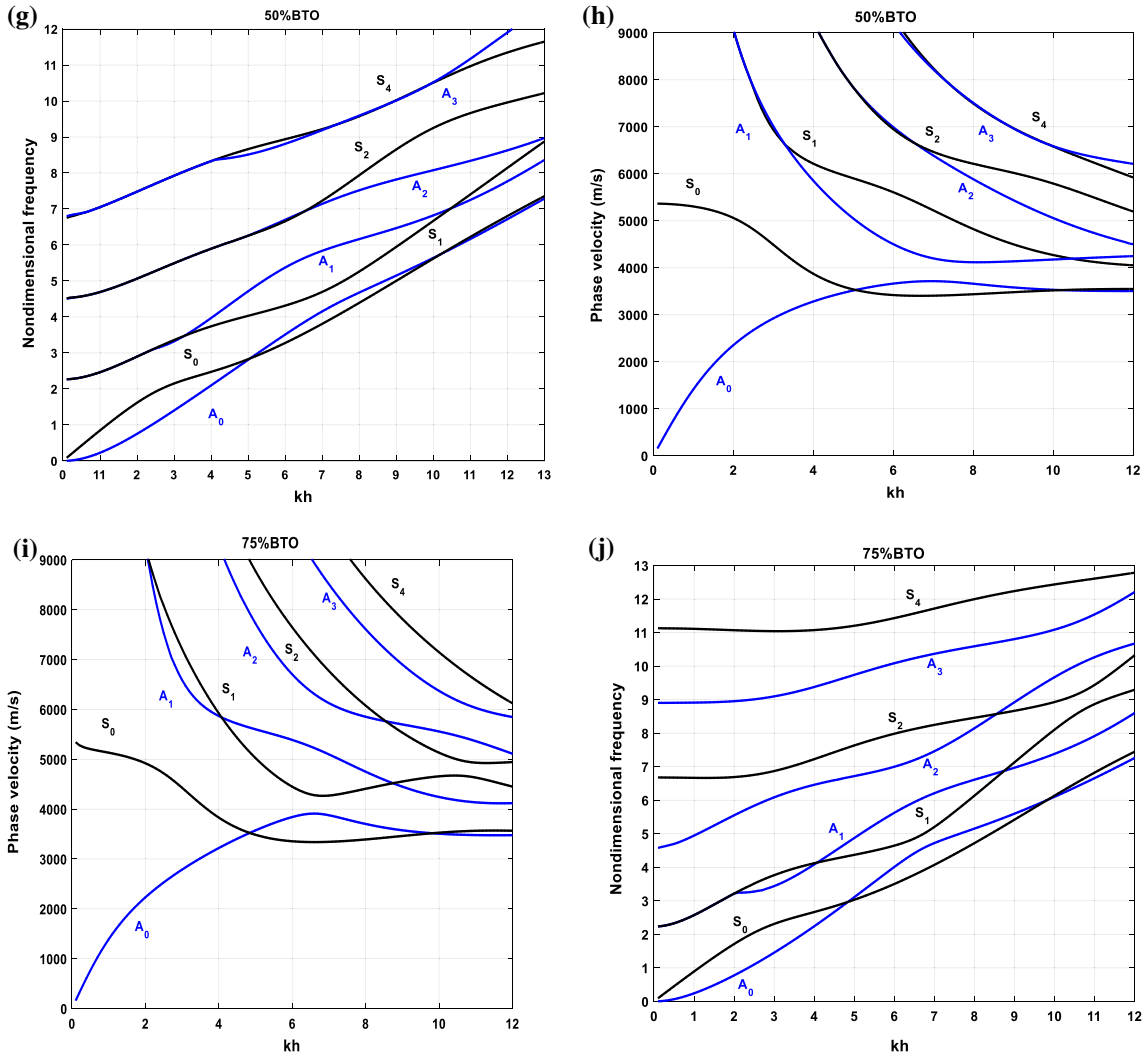 (g)
50%BTO
Nondimensional frequency
12
11
10
9
8
7
6
5
4
3
2
1
0
S4
A3
S2
A2
S1
A1
S0
A0
0 11 2 3 4 5 6 7 8 9 10 12 12 13
kh
(h)
50%BTO
Phase velocity (m/s)
9000
8000
7000
6000
5000
4000
3000
2000
1000
0
A1
S1
S2
A3
S4
S0
A2
A0
0 2 4 6 8 10 12
kh
(i)
75%BTO
Phase velocity (m/s)
9000
8000
7000
6000
5000
4000
3000
2000
1000
0
S4
A3
A2
S2
A1
S1
S0
A0
0 2 4 6 8 10 12
kh
(j)
75%BTO
Nondimensional frequency
13
12
11
10
9
8
7
6
5
4
3
2
1
0
S4
A3
S2
A2
A1
S1
S0
A0
0 1 2 3 4 5 6 7 8 9 10 11 12
kh